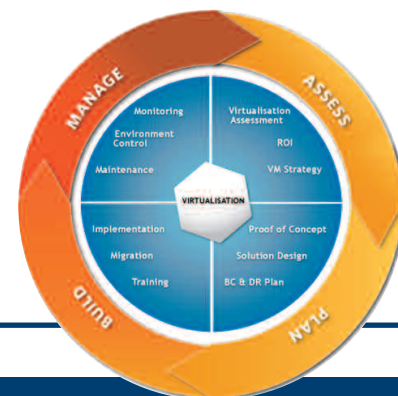 MANAGE
ASSESS
PLAN
BUILD
Monitoring
Environment
Control
Maintenance
Virtualisation
Assessment
ROI
VM Strategy
VIRTUALISATION
Implementation
Migration
Training
Proof of Concept
Solution Design
BC & DR Plan